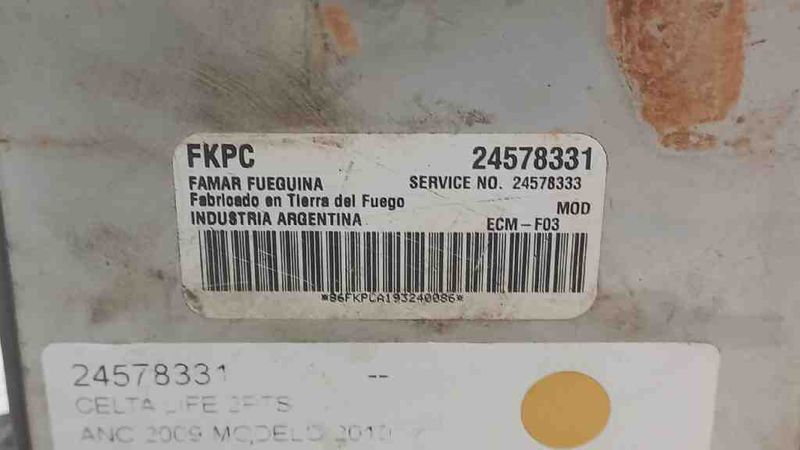 FKPC 24578331
FAMAR FUEGUINA SERVICE NO. 24578333
Fabricado en Tierra del Fuego MOD
INDUSTRIA ARGENTINA ECM-F03
*86FKPCA193240086*
24578331 --
CELTA LIFE 2PTS
ANC 2009 MODELO 2010